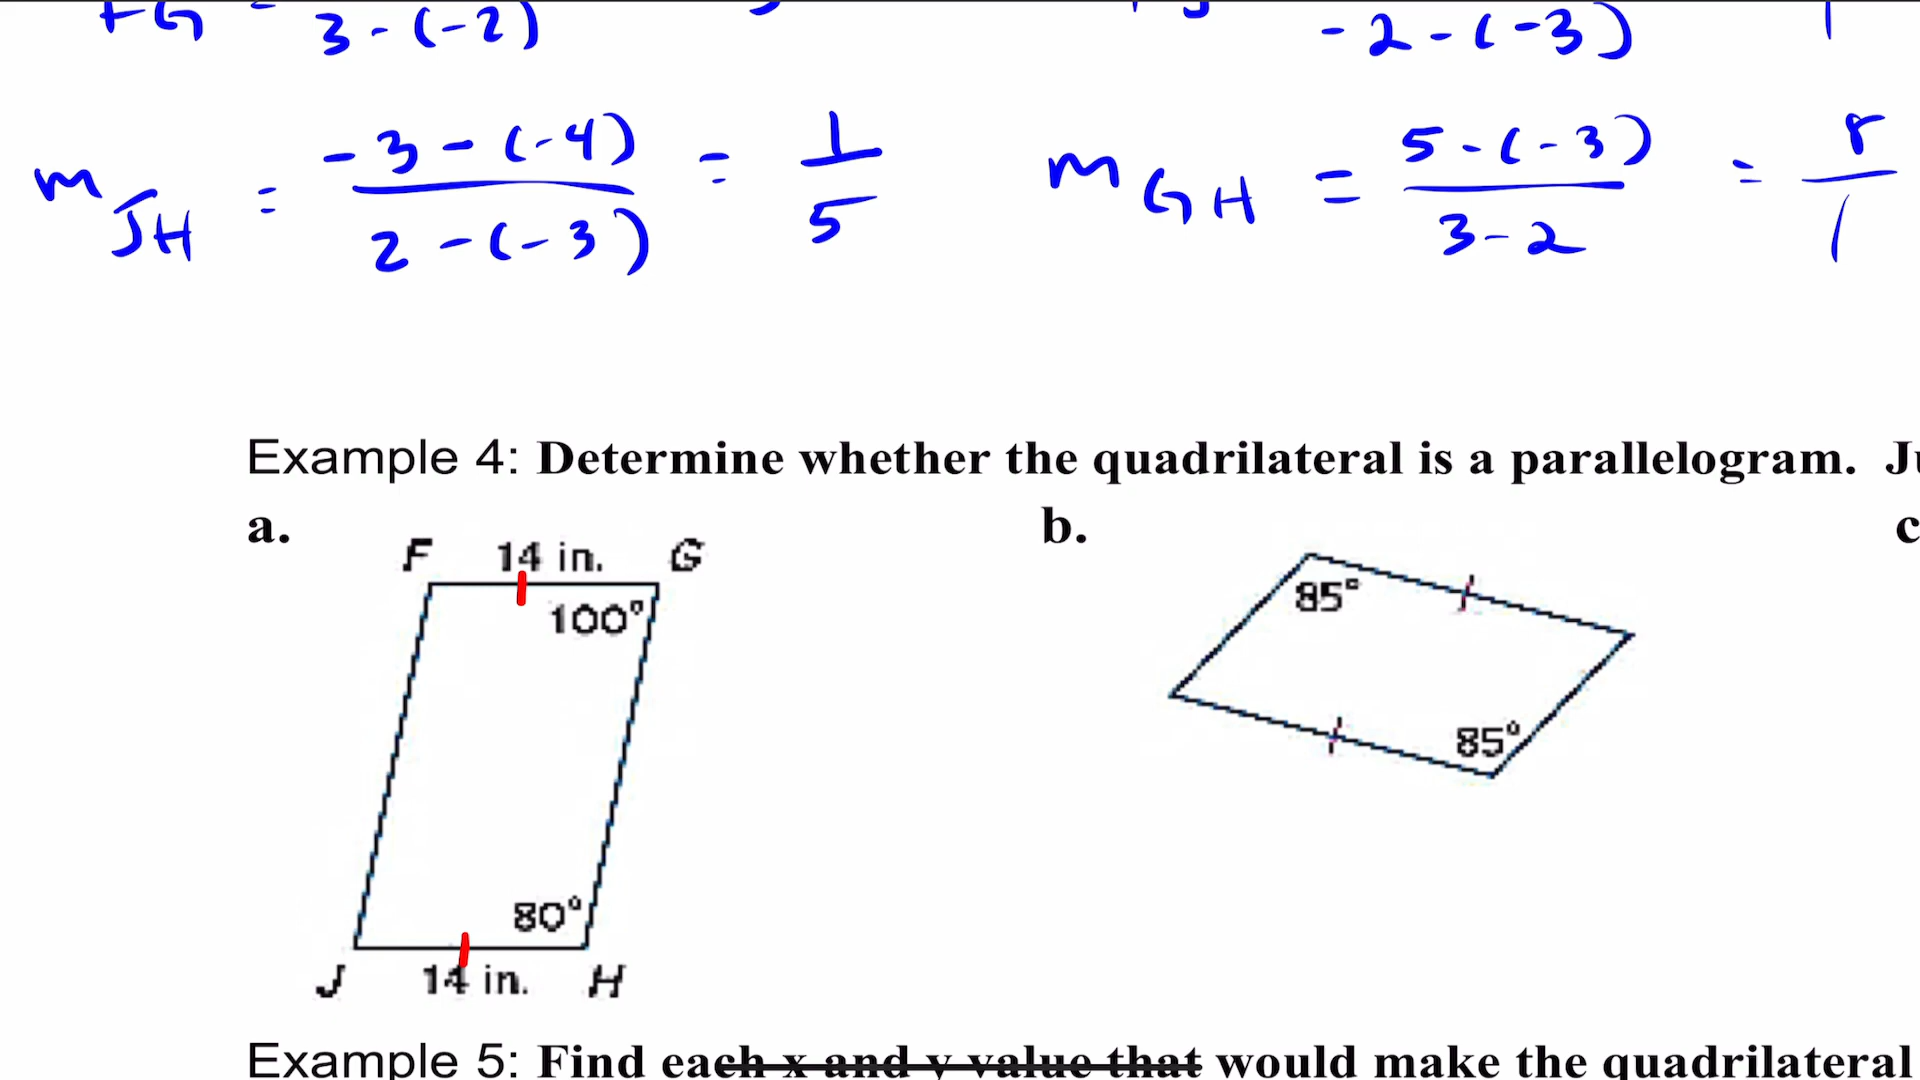 3 - (-2)
-2 - (-3)
m JH = -3 - (-4) / 2 - (-3) = 1 / 5
m GH = 5 - (-3) / 3 - 2 = 8 / 1
Example 4: Determine whether the quadrilateral is a parallelogram.
a.
b.
c
F 14 in. G
100°
80°
J 14 in. H
85°
85°
Example 5: Find each x and y value that would make the quadrilateral